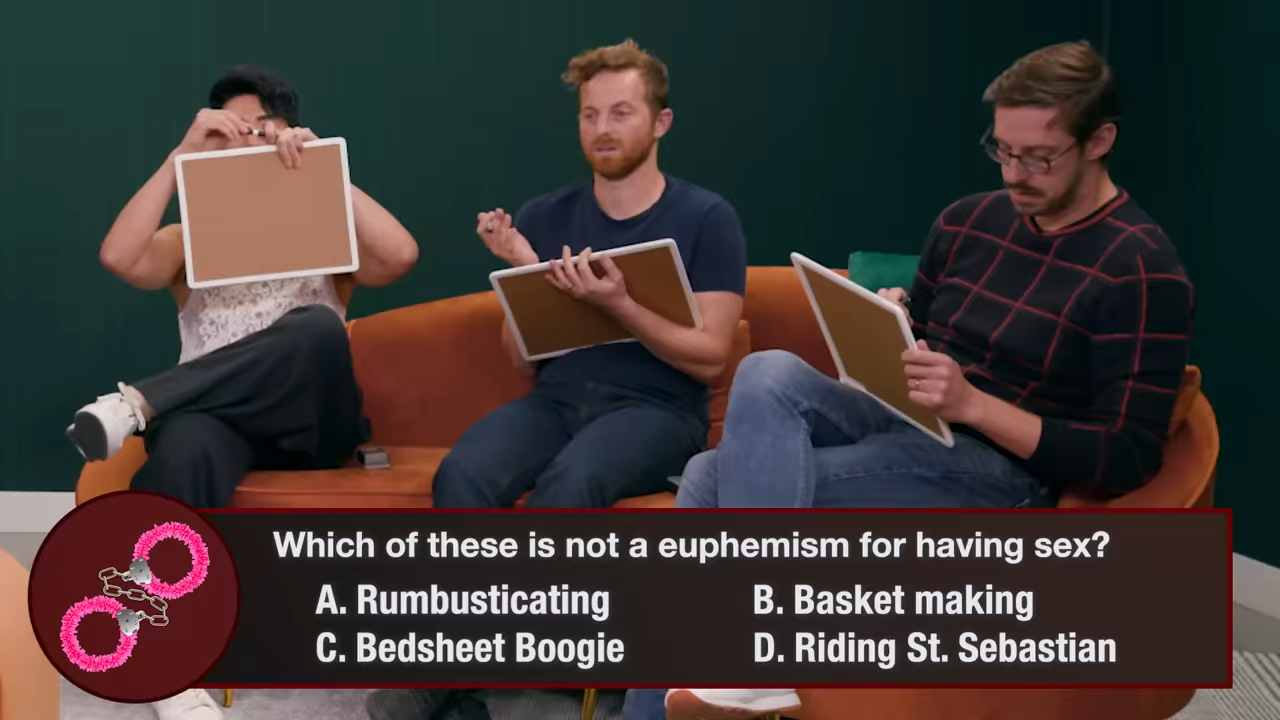 Which of these is not a euphemism for having sex?
A. Rumbusticating
B. Basket making
C. Bedsheet Boogie
D. Riding St. Sebastian